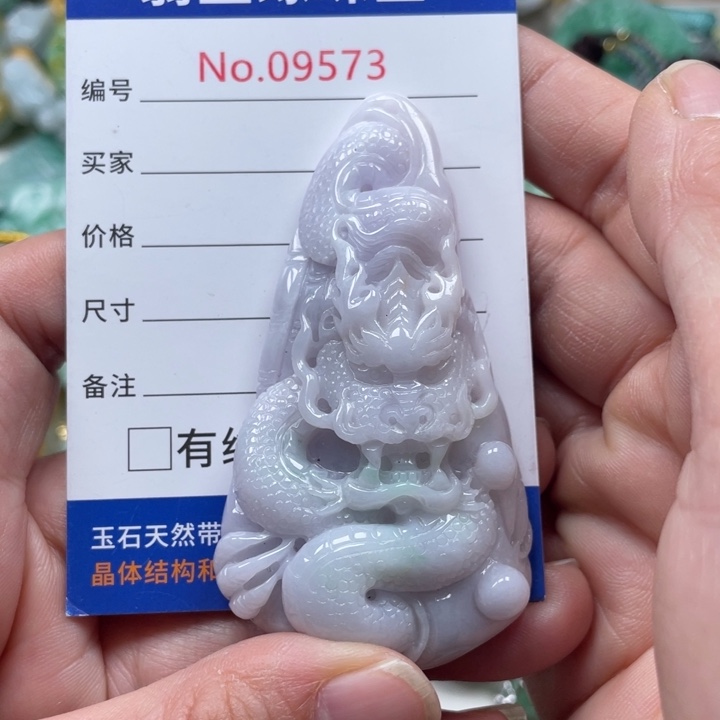 No.09573
编号
买家
价格
尺寸
备注
□有
玉石天然带
晶体结构和